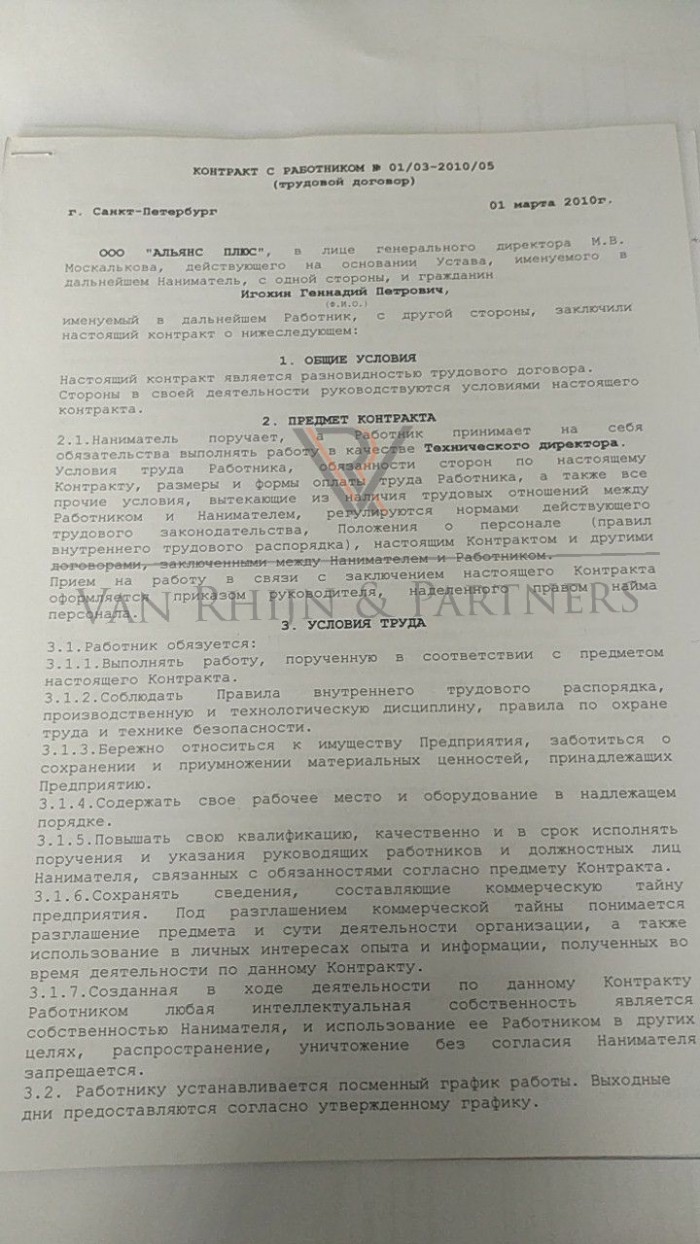 КОНТРАКТ С РАБОТНИКОМ № 01/03-2010/05
(трудовой договор)
г. Санкт-Петербург
01 марта 2010г.
ООО "АЛЬЯНС ПЛЮС", в лице генерального директора М.В.
Москалькова, действующего на основании Устава, именуемого в
дальнейшем Наниматель, с одной стороны, и гражданин
Игохин Геннадий Петрович,
(Ф.И.О.)
именуемый в дальнейшем Работник, с другой стороны, заключили
настоящий контракт о нижеследующем:
1. ОБЩИЕ УСЛОВИЯ
Настоящий контракт является разновидностью трудового договора.
Стороны в своей деятельности руководствуются условиями настоящего
контракта.
2. ПРЕДМЕТ КОНТРАКТА
2.1.Наниматель поручает, а Работник принимает на себя
обязательства выполнять работу в качестве Технического директора.
Условия труда Работника, обязанности сторон по настоящему
Контракту, размеры и формы оплаты труда Работника, а также все
прочие условия, вытекающие из наличия трудовых отношений между
Работником и Нанимателем, регулируются нормами действующего
трудового законодательства, Положения о персонале (правил
внутреннего трудового распорядка), настоящим Контрактом и другими
договорами, заключенными между Нанимателем и Работником.
Прием на работу в связи с заключением настоящего Контракта
оформляется приказом руководителя, наделенного правом найма
персонала.
VAN RHIJN & PARTNERS
3. УСЛОВИЯ ТРУДА
3.1.Работник обязуется:
3.1.1.Выполнять работу, порученную в соответствии с предметом
настоящего Контракта.
3.1.2.Соблюдать Правила внутреннего трудового распорядка,
производственную и технологическую дисциплину, правила по охране
труда и технике безопасности.
3.1.3.Бережно относиться к имуществу Предприятия, заботиться о
сохранении и приумножении материальных ценностей, принадлежащих
Предприятию.
3.1.4.Содержать свое рабочее место и оборудование в надлежащем
порядке.
3.1.5.Повышать свою квалификацию, качественно и в срок исполнять
поручения и указания руководящих работников и должностных лиц
Нанимателя, связанных с обязанностями согласно предмету Контракта.
3.1.6.Сохранять сведения, составляющие коммерческую тайну
предприятия. Под разглашением коммерческой тайны понимается
разглашение предмета и сути деятельности организации, а также
использование в личных интересах опыта и информации, полученных во
время деятельности по данному Контракту.
3.1.7.Созданная в ходе деятельности по данному Контракту
Работником любая интеллектуальная собственность является
собственностью Нанимателя, и использование ее Работником в других
целях, распространение, уничтожение без согласия Нанимателя
запрещается.
3.2. Работнику устанавливается посменный график работы. Выходные
дни предоставляются согласно утвержденному графику.